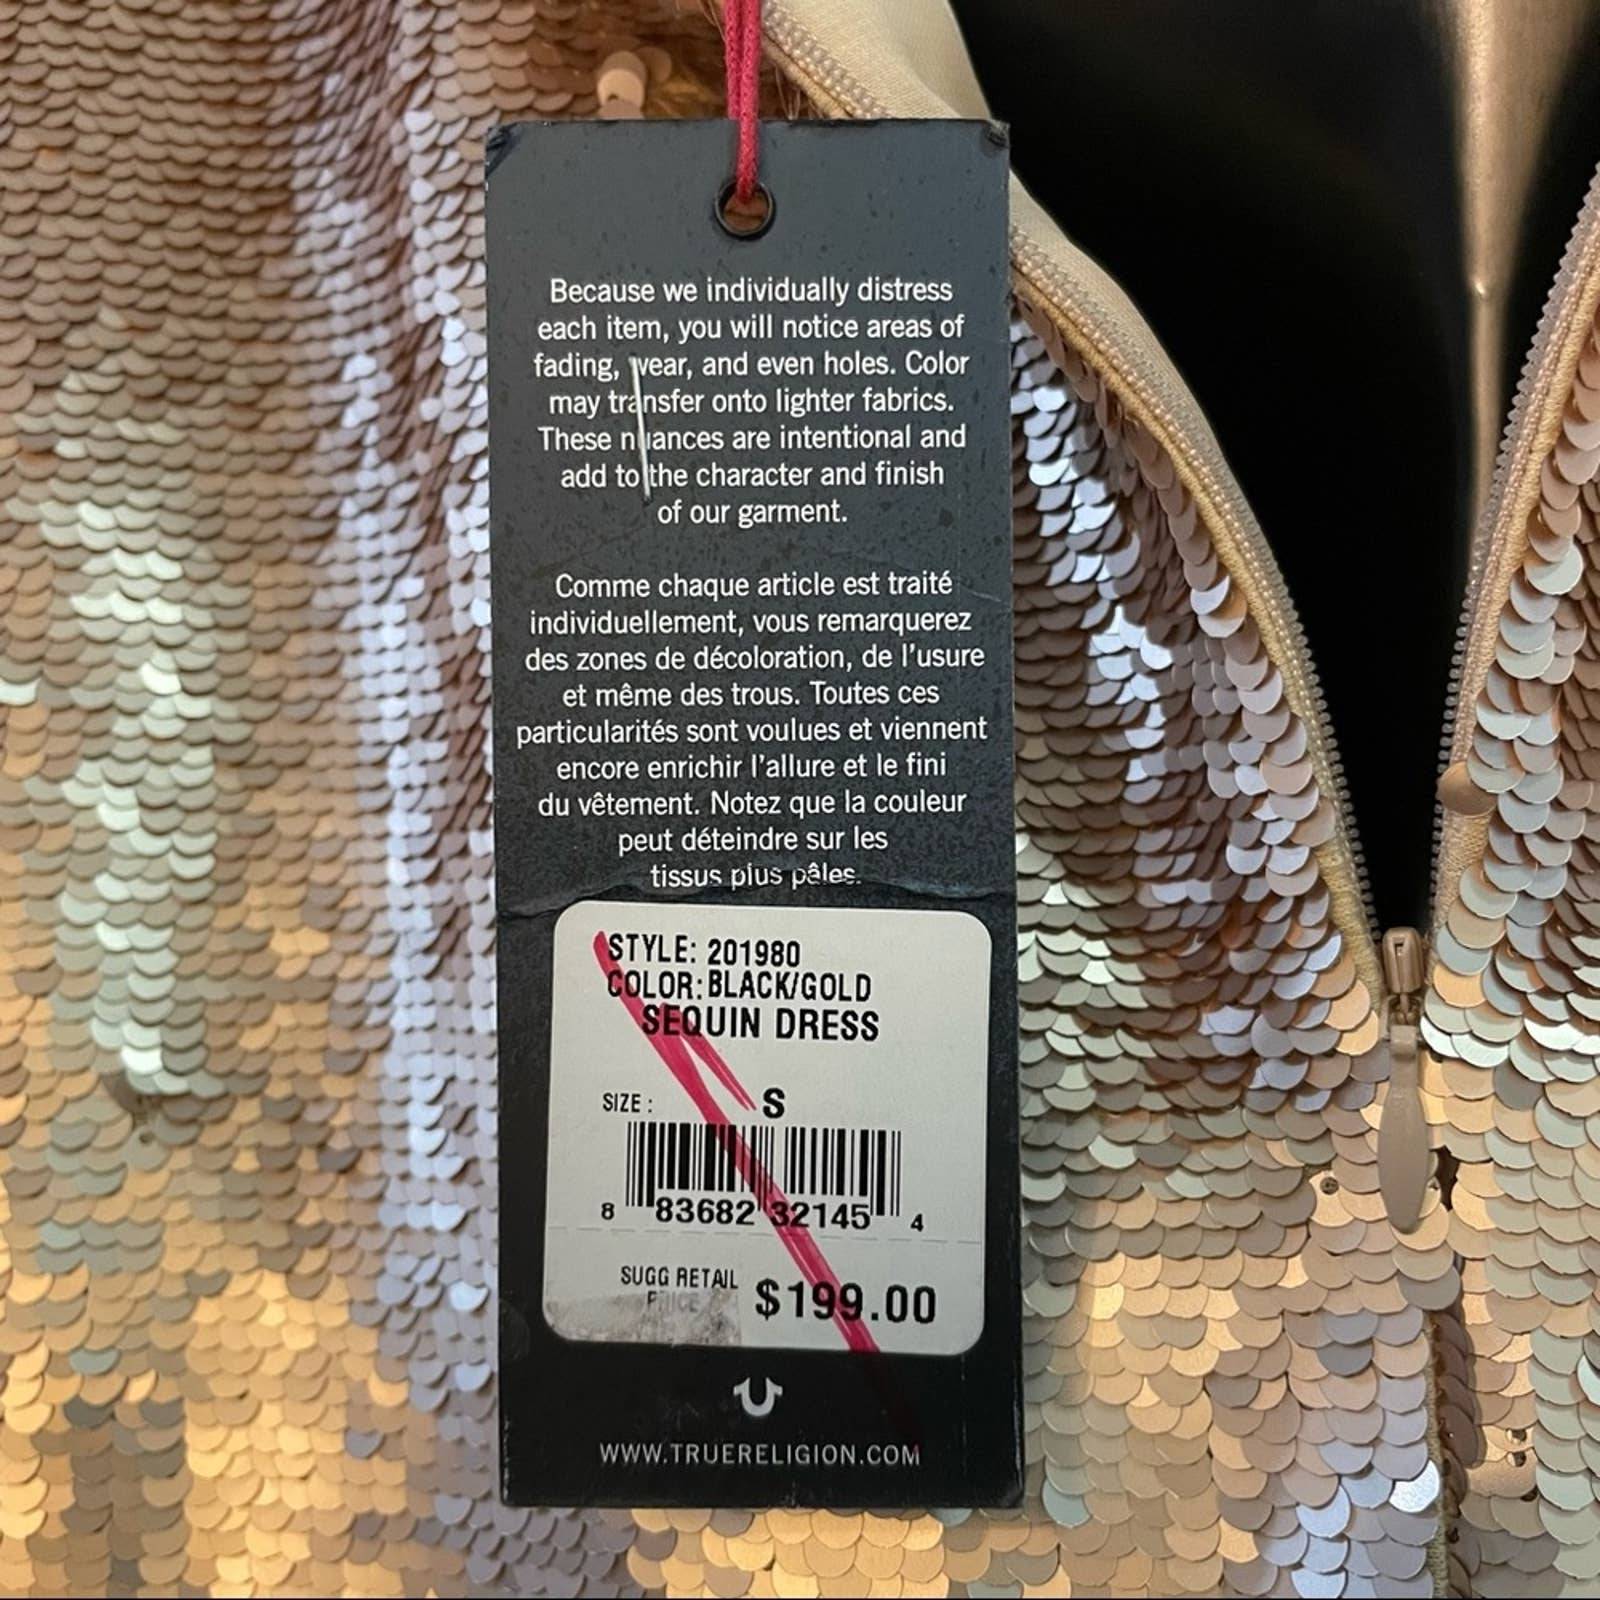 Because we individually distress
each item, you will notice areas of
fading, wear, and even holes. Color
may transfer onto lighter fabrics.
These nuances are intentional and
add to the character and finish
of our garment.
Comme chaque article est traité
individuellement, vous remarquerez
des zones de décoloration, de l'usure
et même des trous. Toutes ces
particularités sont voulues et viennent
encore enrichir l'allure et le fini
du vêtement. Notez que la couleur
peut déteindre sur les
tissus plus pâles.
STYLE: 201980
COLOR: BLACK/GOLD
SEQUIN DRESS
SIZE : S
8 83682 32145 4
SUGG RETAIL
PRICE $199.00
WWW.TRUERELIGION.COM